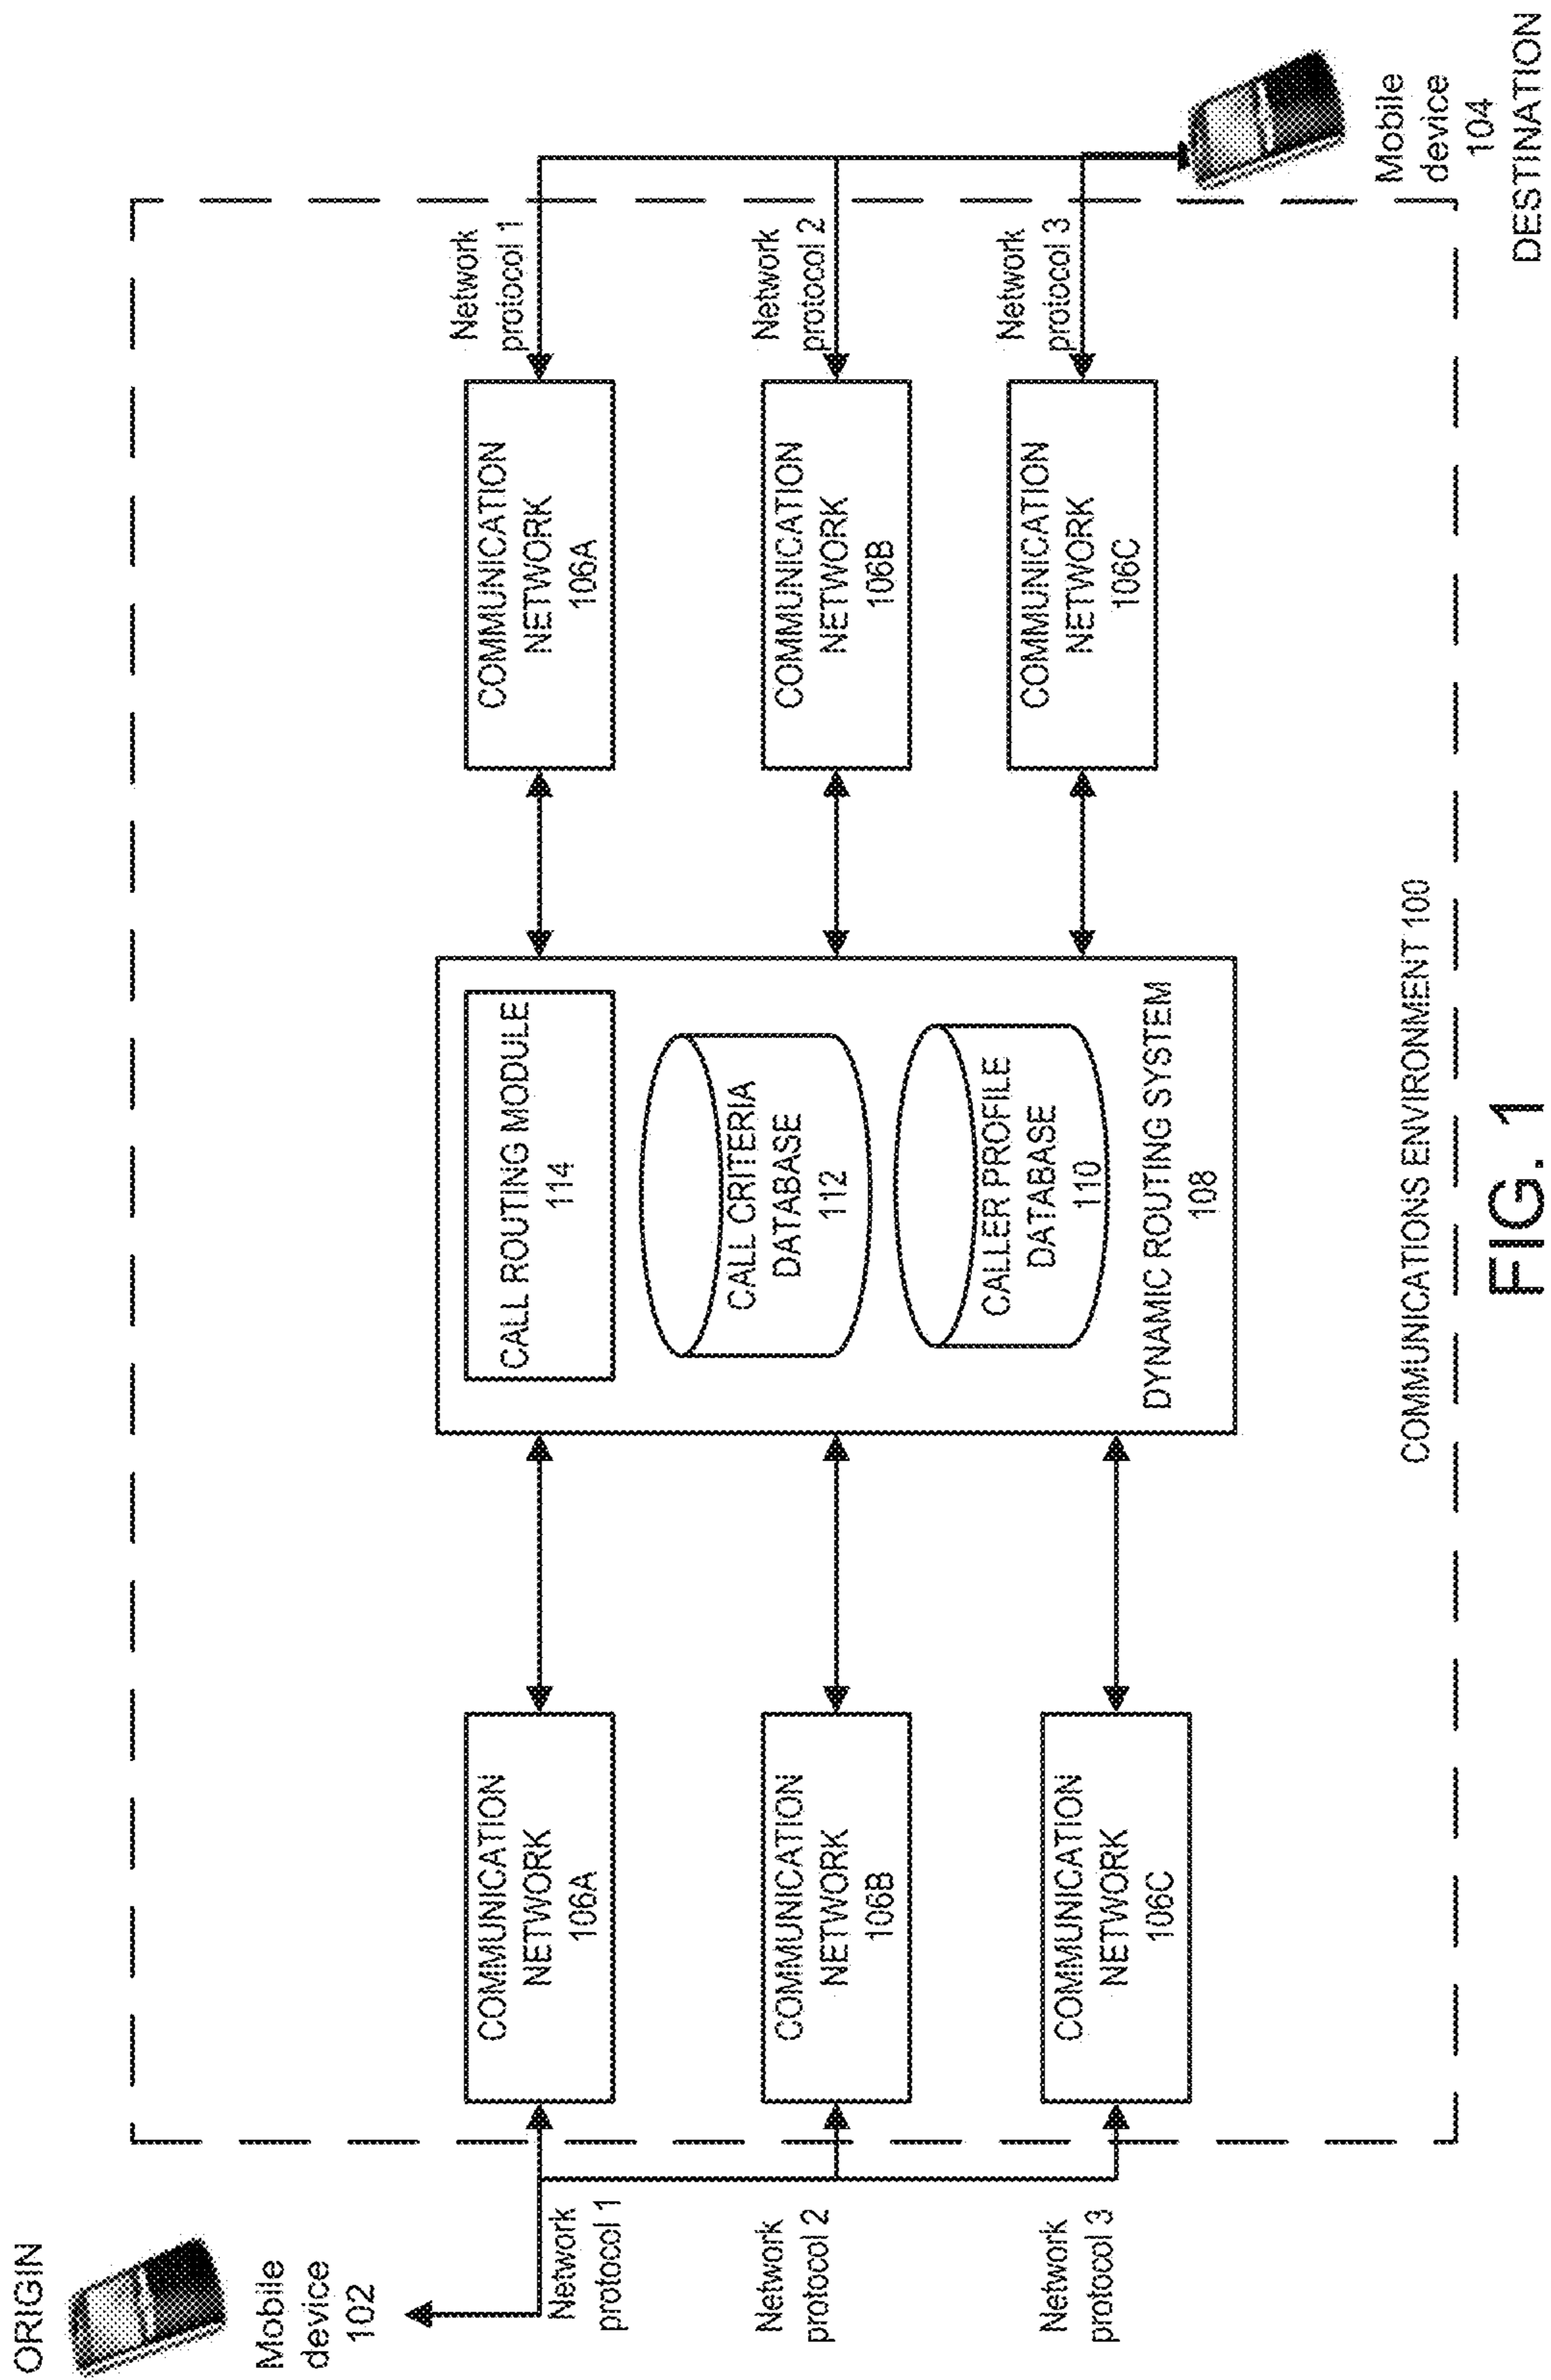 ORIGIN
Mobile
device
102
Network
protocol 1
Network
protocol 2
Network
protocol 3
COMMUNICATION
NETWORK
106A
COMMUNICATION
NETWORK
106B
COMMUNICATION
NETWORK
106C
CALL ROUTING MODULE
114
CALL CRITERIA
DATABASE
112
CALLER PROFILE
DATABASE
110
DYNAMIC ROUTING SYSTEM
108
COMMUNICATION
NETWORK
106A
COMMUNICATION
NETWORK
106B
COMMUNICATION
NETWORK
106C
Network
protocol 1
Network
protocol 2
Network
protocol 3
Mobile
device
104
DESTINATION
COMMUNICATIONS ENVIRONMENT 100
FIG. 1